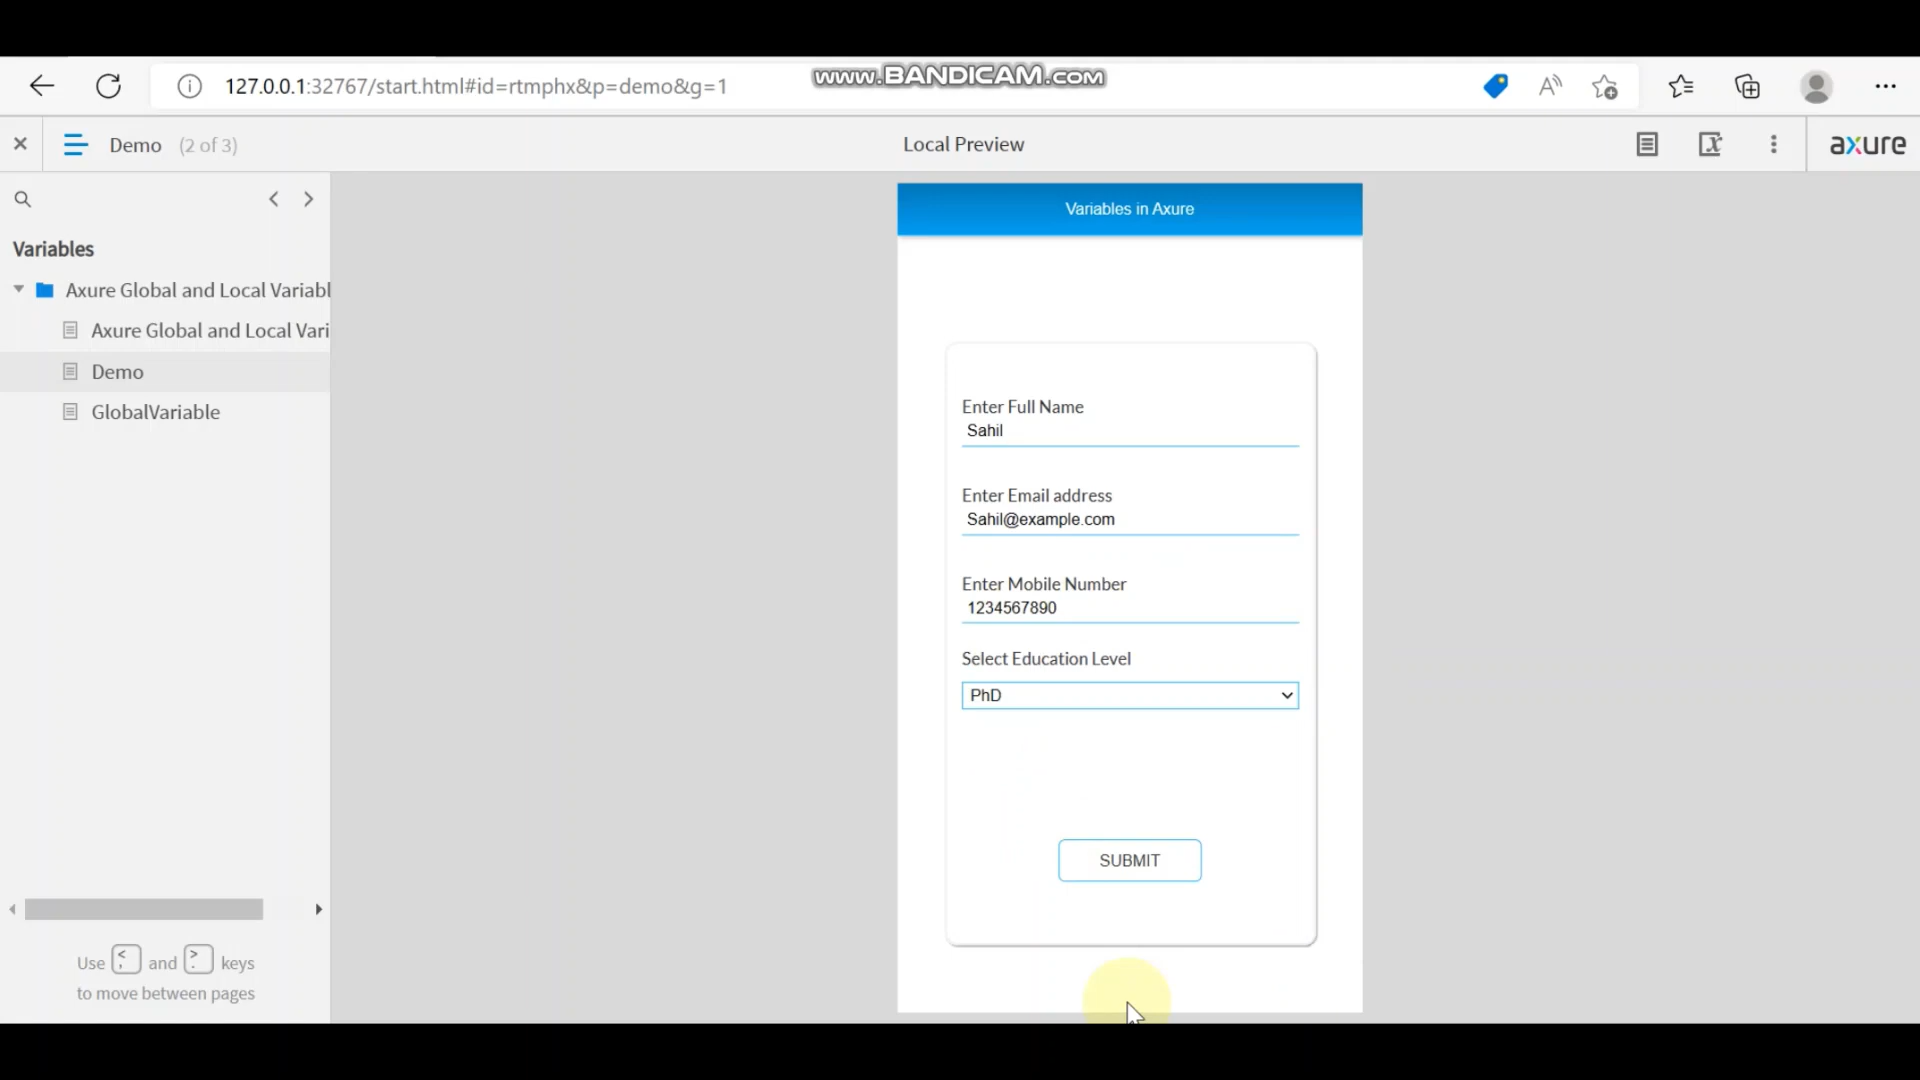 127.0.0.1:32767/start.html#id=rtmphx&p=demo&g=1
www.BANDICAM.com
Demo (2 of 3)
Local Preview
axure
Variables
Axure Global and Local Variabl
Axure Global and Local Vari
Demo
GlobalVariable
Use < , and > . keys
to move between pages
Variables in Axure
Enter Full Name
Sahil
Enter Email address
Sahil@example.com
Enter Mobile Number
1234567890
Select Education Level
PhD
SUBMIT